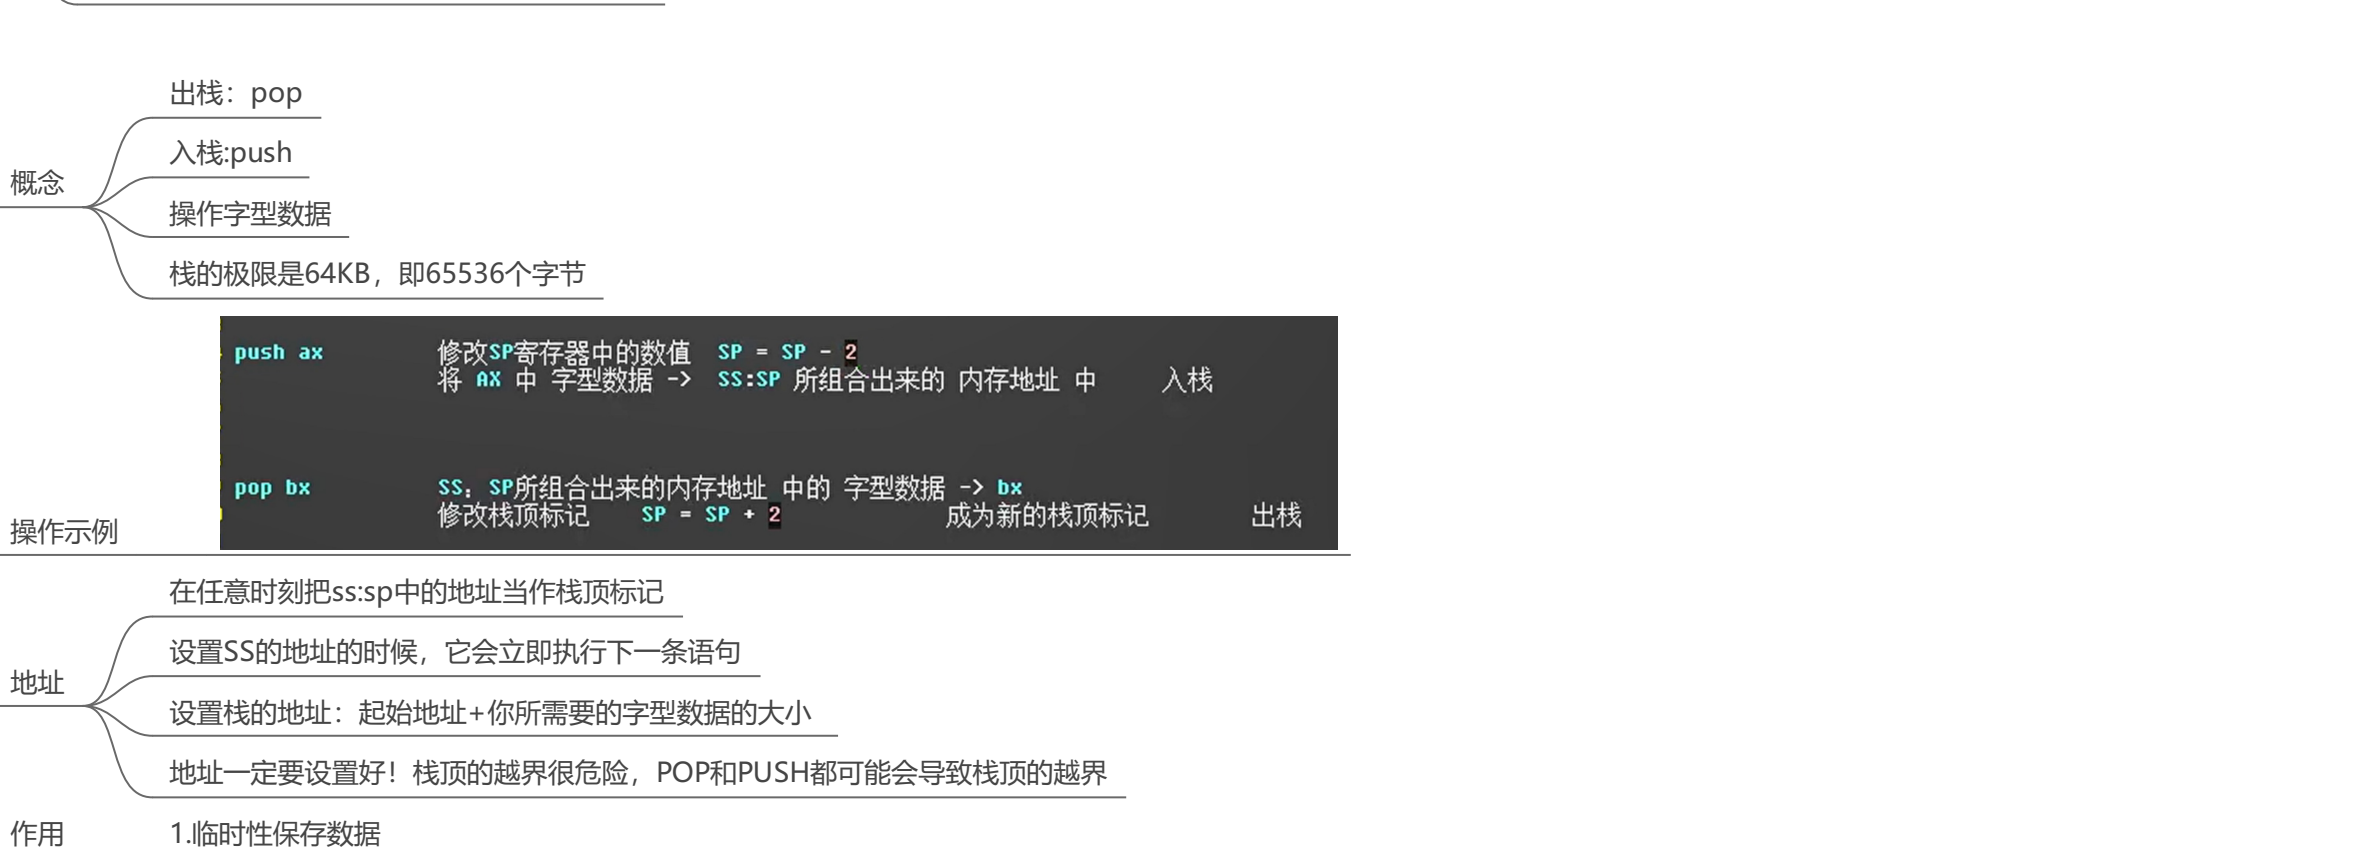 出栈：pop
入栈:push
概念
操作字型数据
栈的极限是64KB，即65536个字节
push ax 修改SP寄存器中的数值 SP = SP - 2
将 AX 中 字型数据 -> SS:SP 所组合出来的 内存地址 中 入栈
pop bx SS: SP所组合出来的内存地址 中的 字型数据 -> bx
修改栈顶标记 SP = SP + 2 成为新的栈顶标记 出栈
操作示例
在任意时刻把ss:sp中的地址当作栈顶标记
设置SS的地址的时候，它会立即执行下一条语句
地址
设置栈的地址：起始地址+你所需要的字型数据的大小
地址一定要设置好！栈顶的越界很危险，POP和PUSH都可能会导致栈顶的越界
作用 1.临时性保存数据